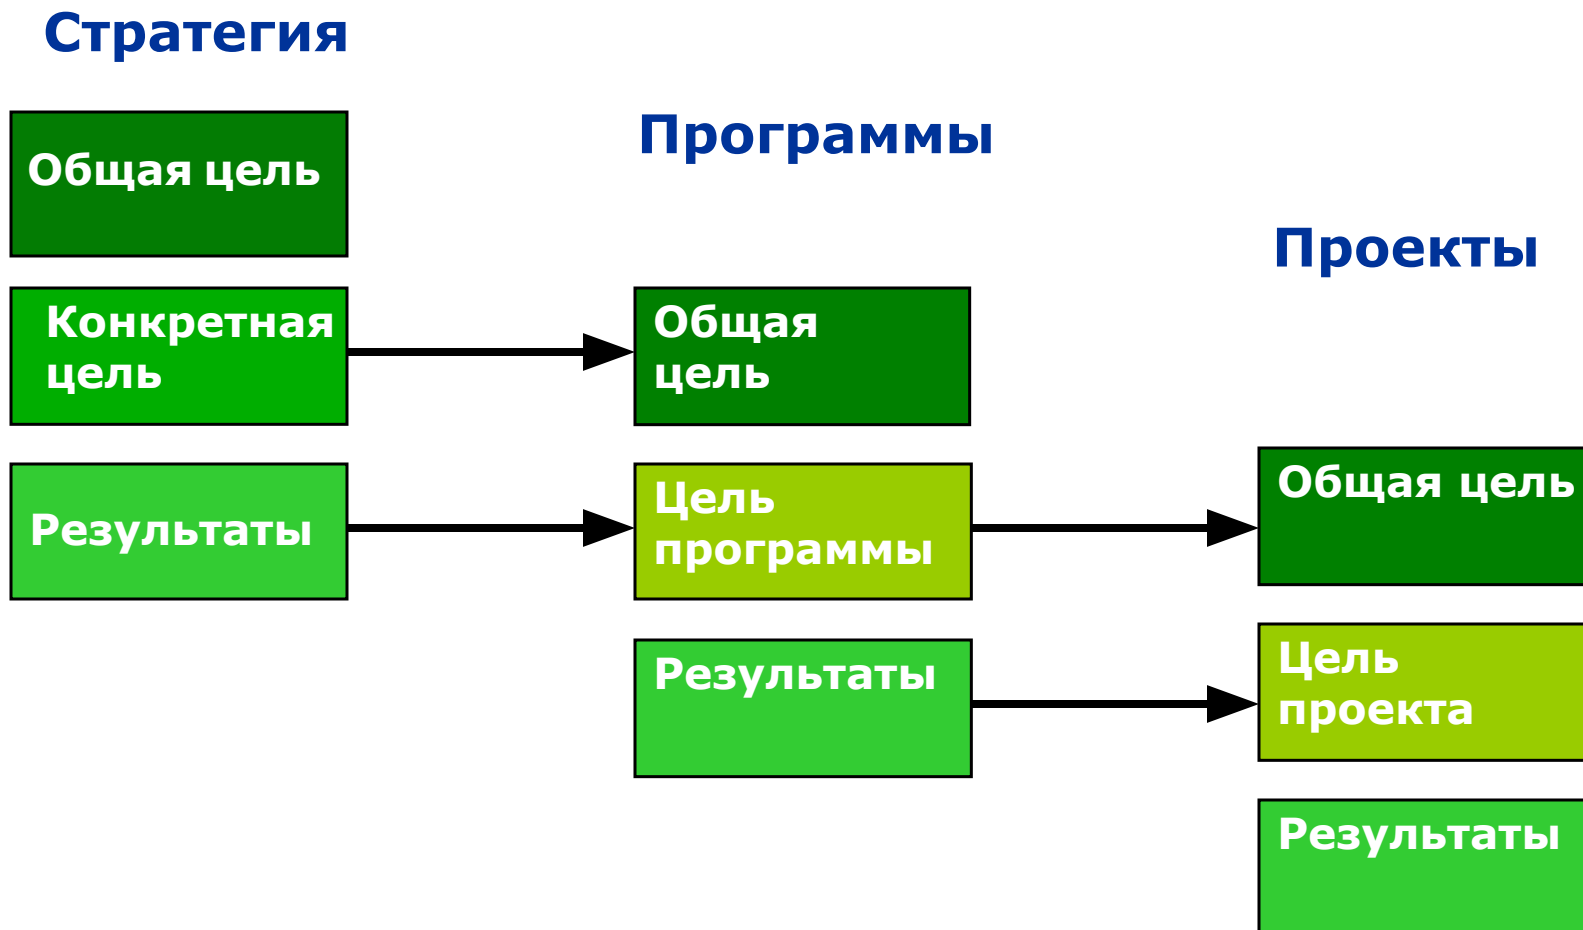 Стратегия
Общая цель
Конкретная
цель
Результаты
Программы
Общая
цель
Цель
программы
Результаты
Проекты
Общая цель
Цель
проекта
Результаты